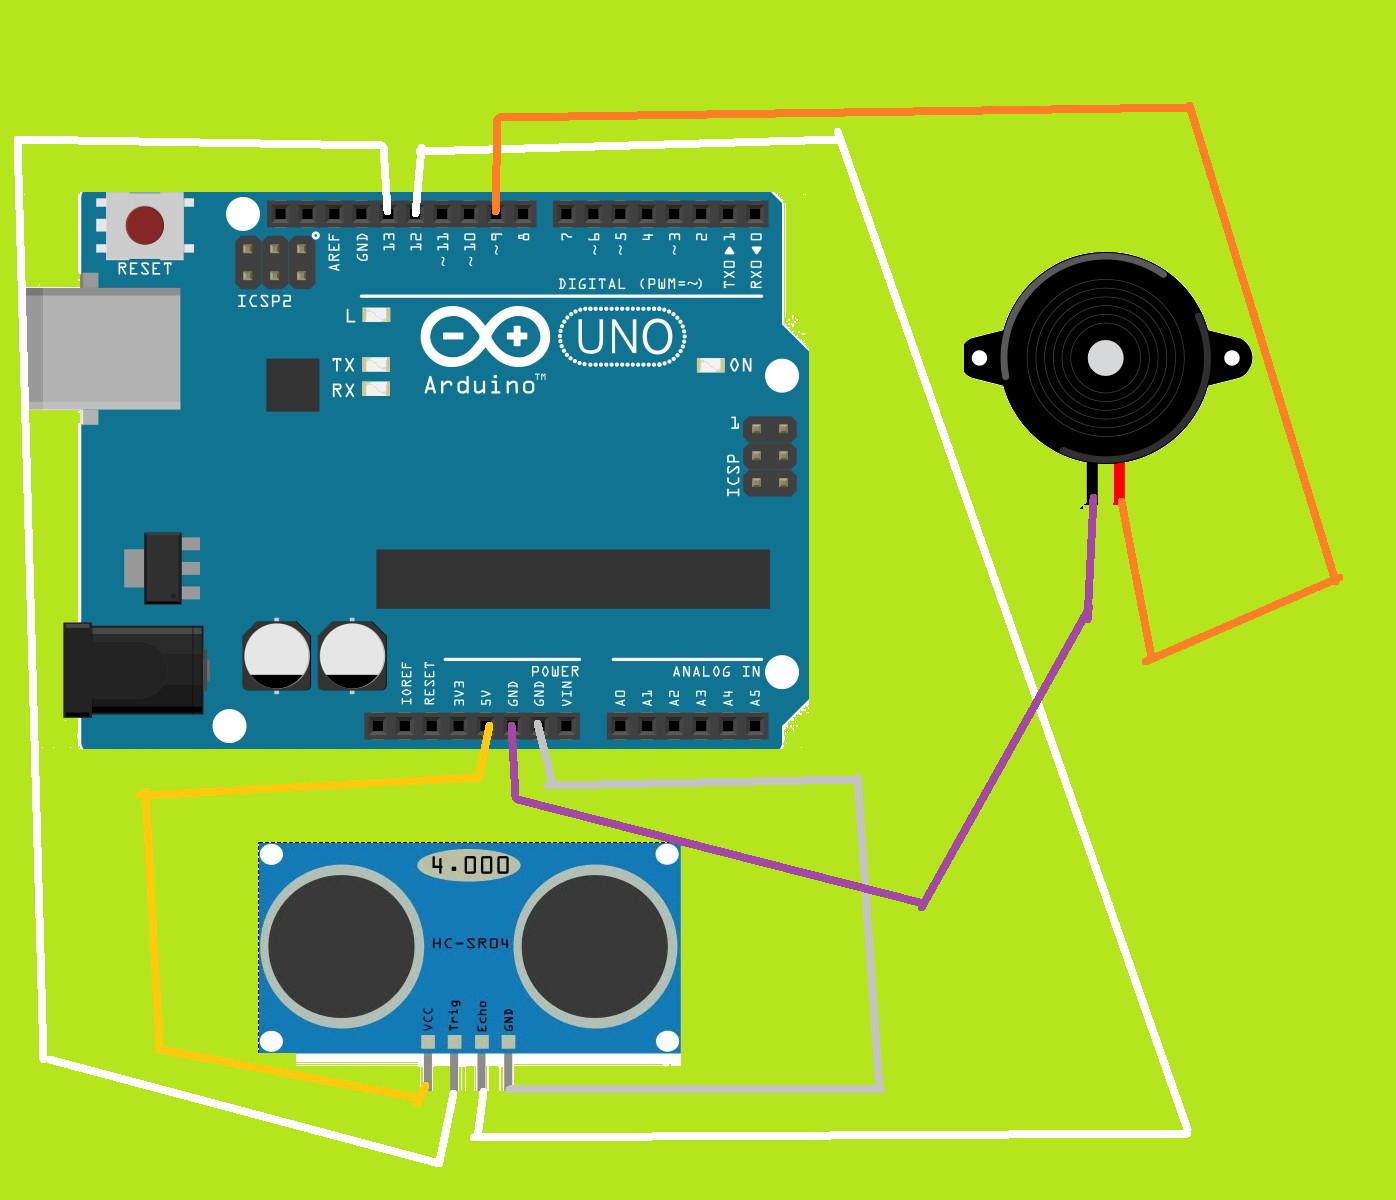 RESET
ICSP2
AREF
GND
13
12
~11
~10
~9
8
7
~6
~5
4
~3
2
TX0▶1
RX0◀0
DIGITAL (PWM=~)
L
TX
RX
UNO
Arduino™
ON
1
ICSP
IOREF
RESET
3V3
5V
GND
GND
VIN
POWER
ANALOG IN
A0
A1
A2
A3
A4
A5
4.000
HC-SR04
VCC
Trig
Echo
GND